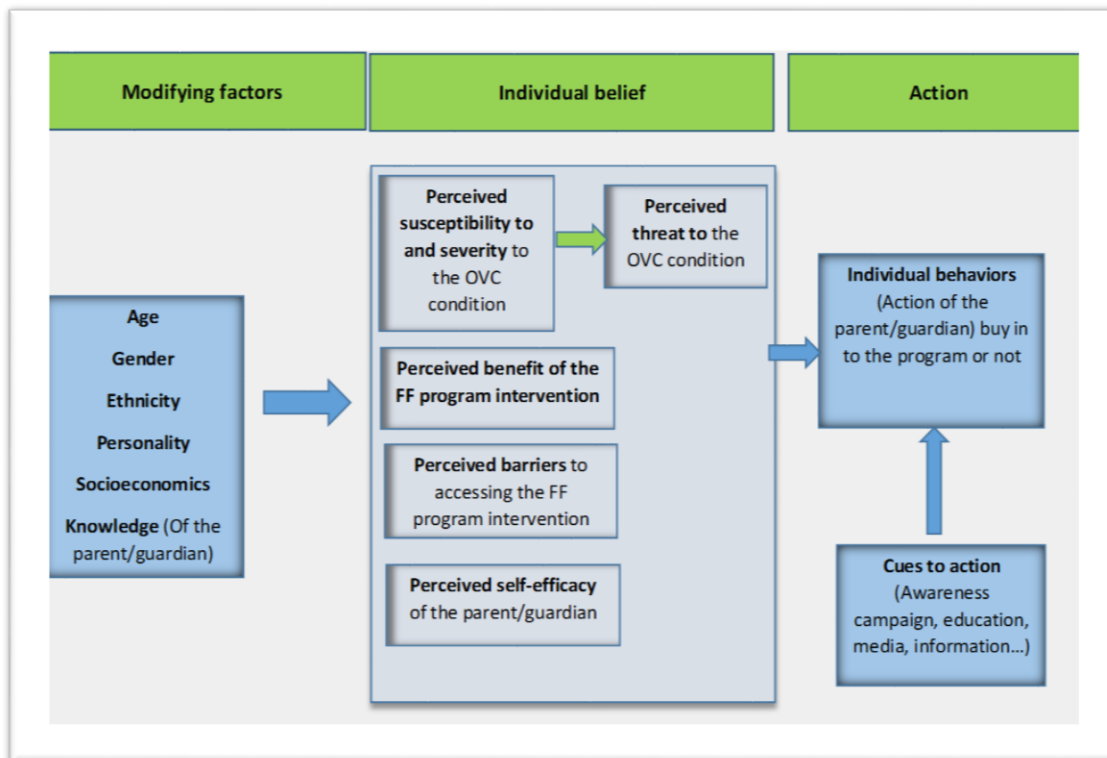 Modifying factors
Individual belief
Action
Age
Gender
Ethnicity
Personality
Socioeconomics
Knowledge (Of the
parent/guardian)
Perceived
susceptibility to
and severity to
the OVC
condition
Perceived
threat to the
OVC condition
Perceived benefit of the
FF program intervention
Perceived barriers to
accessing the FF
program intervention
Perceived self-efficacy
of the parent/guardian
Individual behaviors
(Action of the
parent/guardian) buy in
to the program or not
Cues to action
(Awareness
campaign, education,
media, information...)